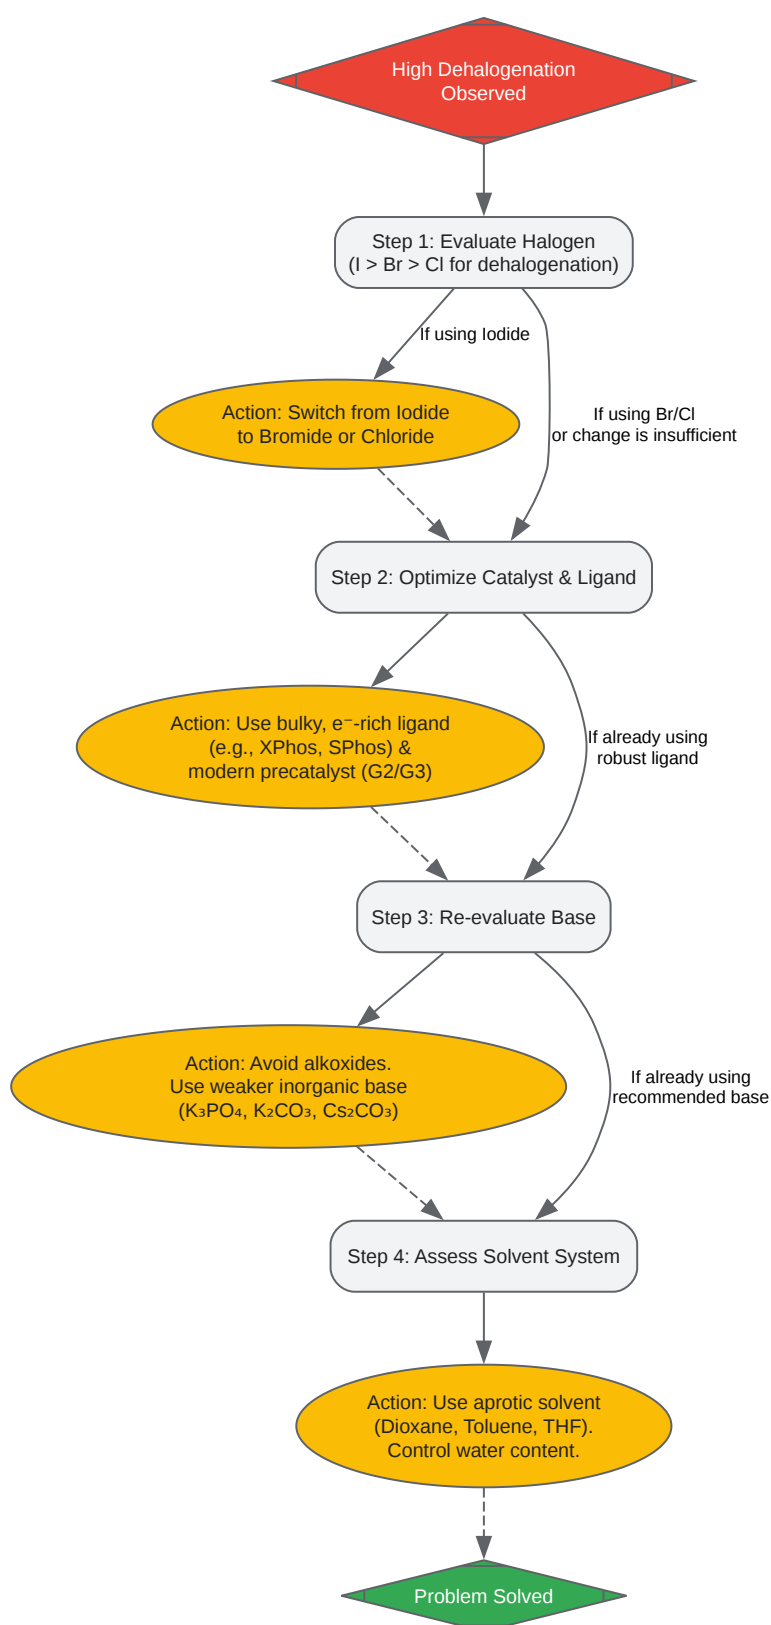 High Dehalogenation
Observed
Step 1: Evaluate Halogen
(I > Br > Cl for dehalogenation)
If using Iodide
Action: Switch from Iodide
to Bromide or Chloride
If using Br/Cl
or change is insufficient
Step 2: Optimize Catalyst & Ligand
Action: Use bulky, e⁻-rich ligand
(e.g., XPhos, SPhos) &
modern precatalyst (G2/G3)
If already using
robust ligand
Step 3: Re-evaluate Base
Action: Avoid alkoxides.
Use weaker inorganic base
(K₃PO₄, K₂CO₃, Cs₂CO₃)
If already using
recommended base
Step 4: Assess Solvent System
Action: Use aprotic solvent
(Dioxane, Toluene, THF).
Control water content.
Problem Solved